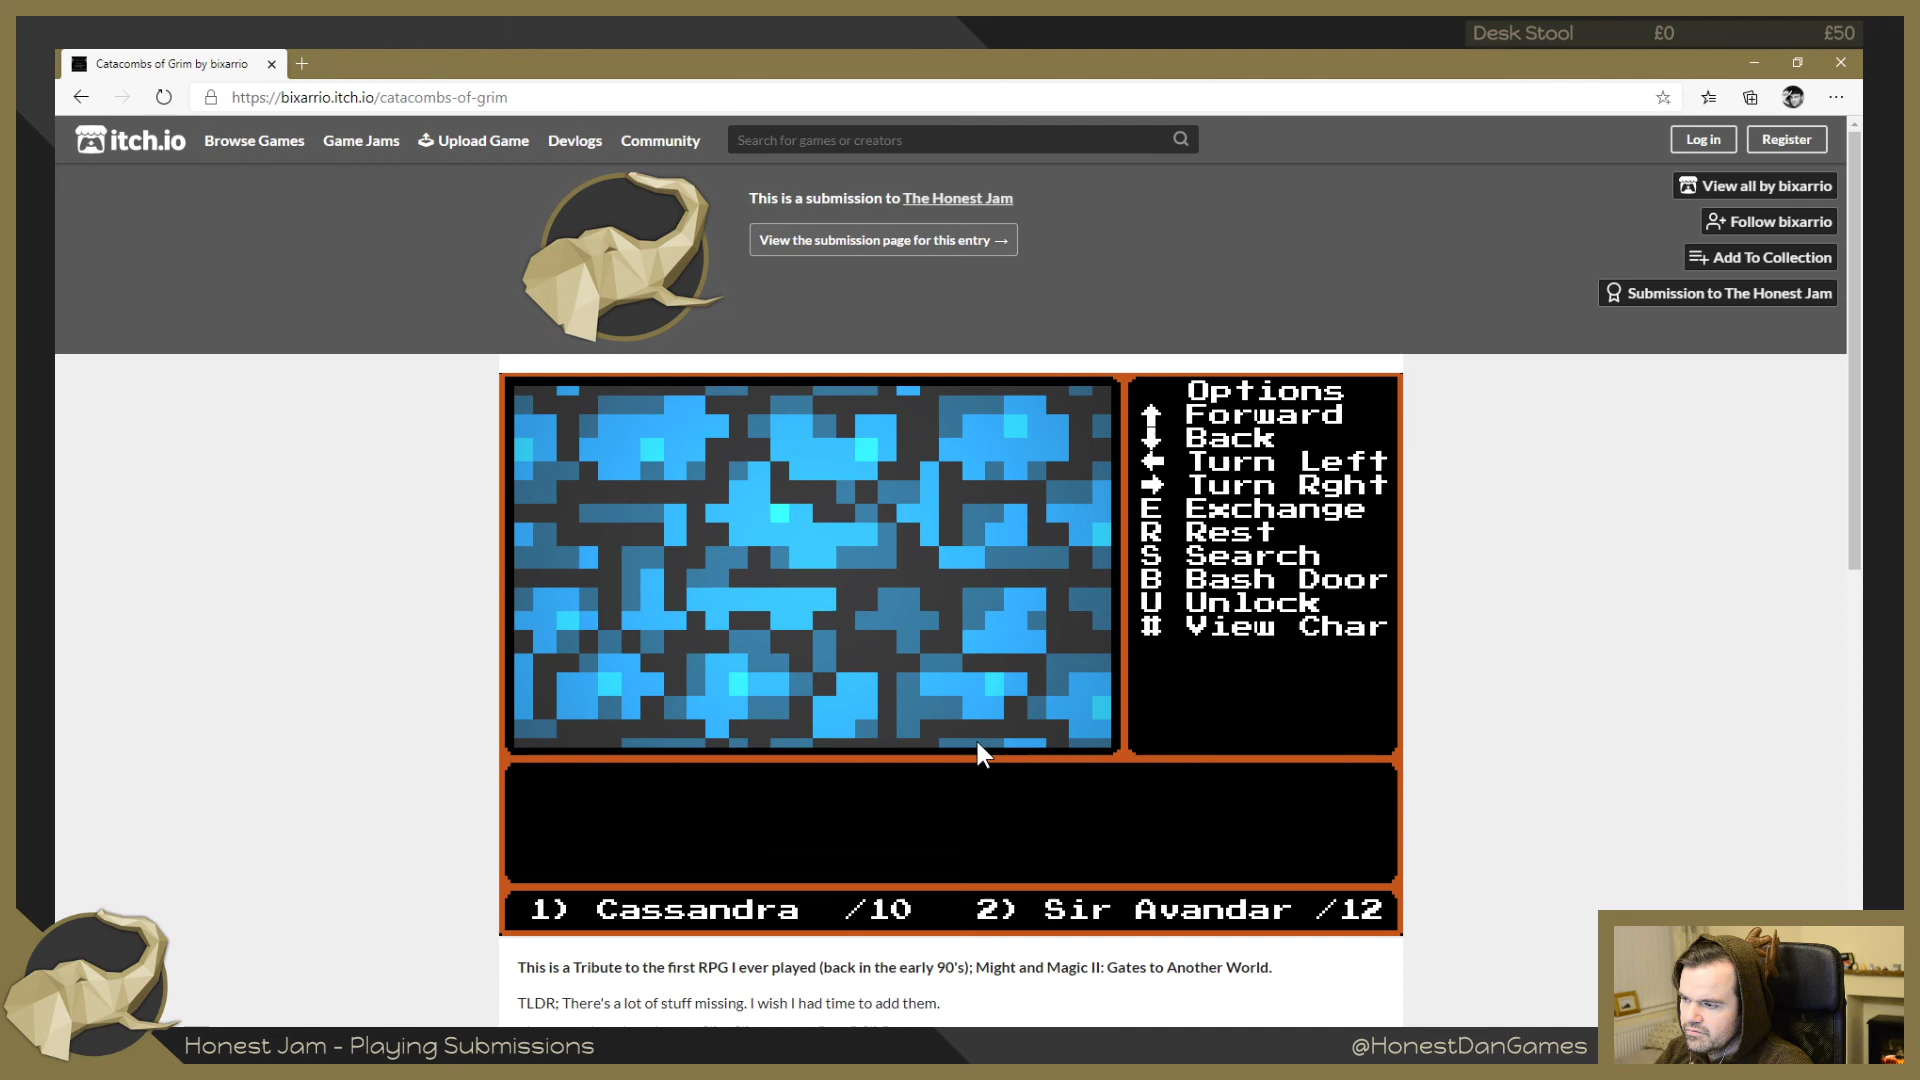 Desk Stool £0 £50
Catacombs of Grim by bixarrio
https://bixarrio.itch.io/catacombs-of-grim
itch.io Browse Games Game Jams Upload Game Devlogs Community Search for games or creators Log in Register
This is a submission to The Honest Jam
View the submission page for this entry →
View all by bixarrio
Follow bixarrio
Add To Collection
Submission to The Honest Jam
Options
↑ Forward
↓ Back
← Turn Left
→ Turn Rght
E Exchange
R Rest
S Search
B Bash Door
U Unlock
# View Char
1) Cassandra /10 2) Sir Avandar /12
This is a Tribute to the first RPG I ever played (back in the early 90's); Might and Magic II: Gates to Another World.
TLDR; There's a lot of stuff missing. I wish I had time to add them.
Honest Jam - Playing Submissions @HonestDanGames